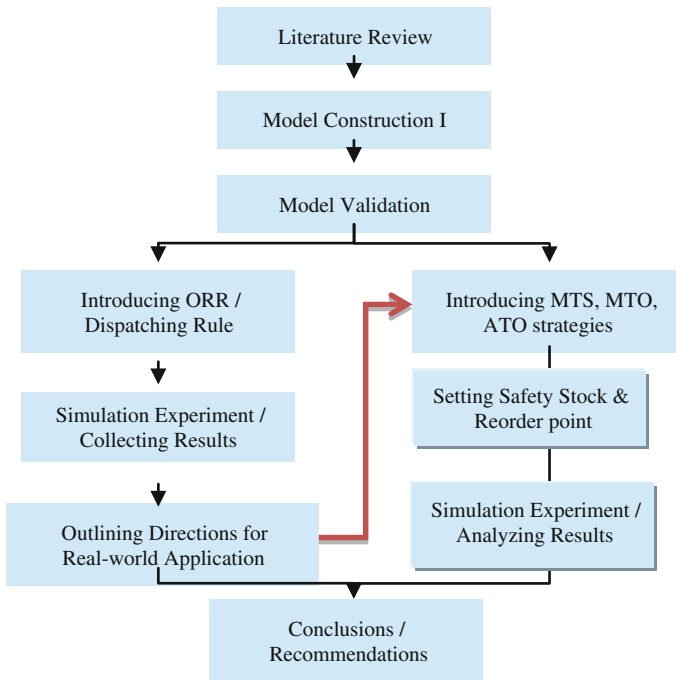 Literature Review
Model Construction I
Model Validation
Introducing ORR /
Dispatching Rule
Simulation Experiment /
Collecting Results
Outlining Directions for
Real-world Application
Introducing MTS, MTO,
ATO strategies
Setting Safety Stock &
Reorder point
Simulation Experiment /
Analyzing Results
Conclusions /
Recommendations